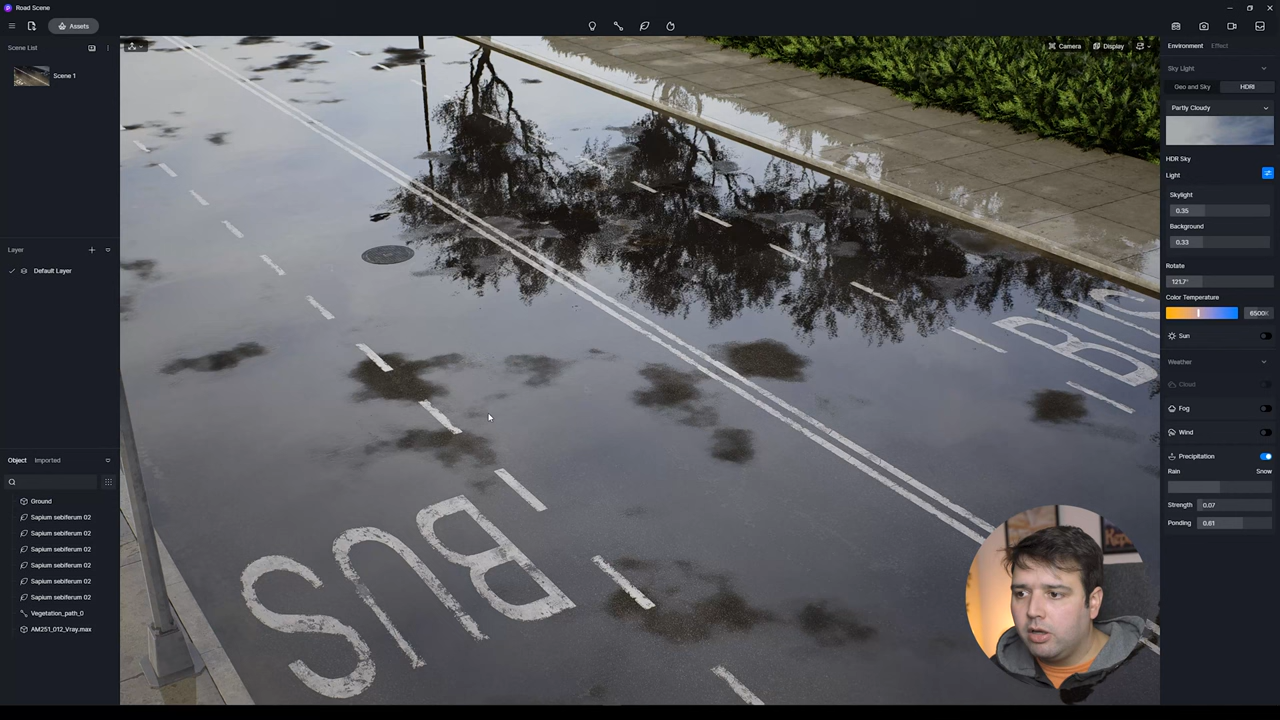 Road Scene
Assets
Scene List
Camera
Display
Environment
Effect
Scene 1
Sky Light
Geo and Sky
HDRI
Partly Cloudy
HDR Sky
Light
Skylight
0.35
Background
0.33
Layer
Default Layer
Rotate
121.7°
Color Temperature
6500K
Sun
Weather
Cloud
Fog
Wind
Precipitation
Rain
Snow
Strength
0.07
Ponding
0.61
Object
Imported
Ground
Sapium sebiferum 02
Sapium sebiferum 02
Sapium sebiferum 02
Sapium sebiferum 02
Sapium sebiferum 02
Sapium sebiferum 02
Vegetation_path_0
AM251_012_Vray.max
BUS
BUS